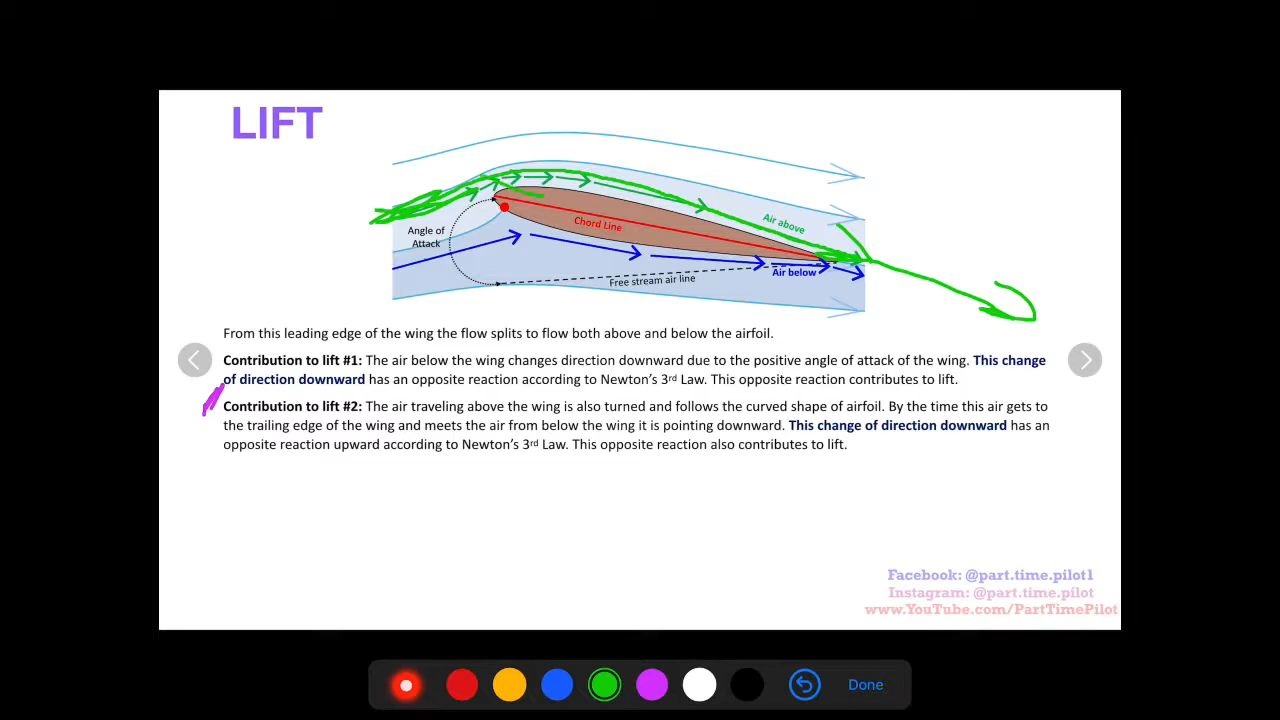 LIFT
Air above
Chord Line
Angle of
Attack
Air below
Free stream air line
From this leading edge of the wing the flow splits to flow both above and below the airfoil.
Contribution to lift #1: The air below the wing changes direction downward due to the positive angle of attack of the wing. This change
of direction downward has an opposite reaction according to Newton's 3rd Law. This opposite reaction contributes to lift.
Contribution to lift #2: The air traveling above the wing is also turned and follows the curved shape of airfoil. By the time this air gets to
the trailing edge of the wing and meets the air from below the wing it is pointing downward. This change of direction downward has an
opposite reaction upward according to Newton's 3rd Law. This opposite reaction also contributes to lift.
Facebook: @part.time.pilot1
Instagram: @part.time.pilot
www.YouTube.com/PartTimePilot
Done